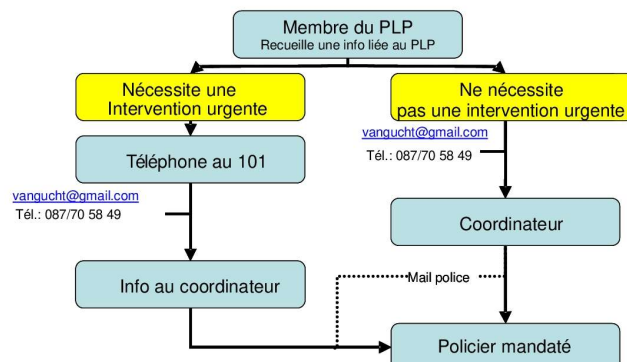 Membre du PLP
Recueille une info liée au PLP
Nécessite une
Intervention urgente
Ne nécessite
pas une intervention urgente
Téléphone au 101
vangucht@gmail.com
Tél.: 087/70 58 49
vangucht@gmail.com
Tél.: 087/70 58 49
Coordinateur
Info au coordinateur
Mail police
Policier mandaté